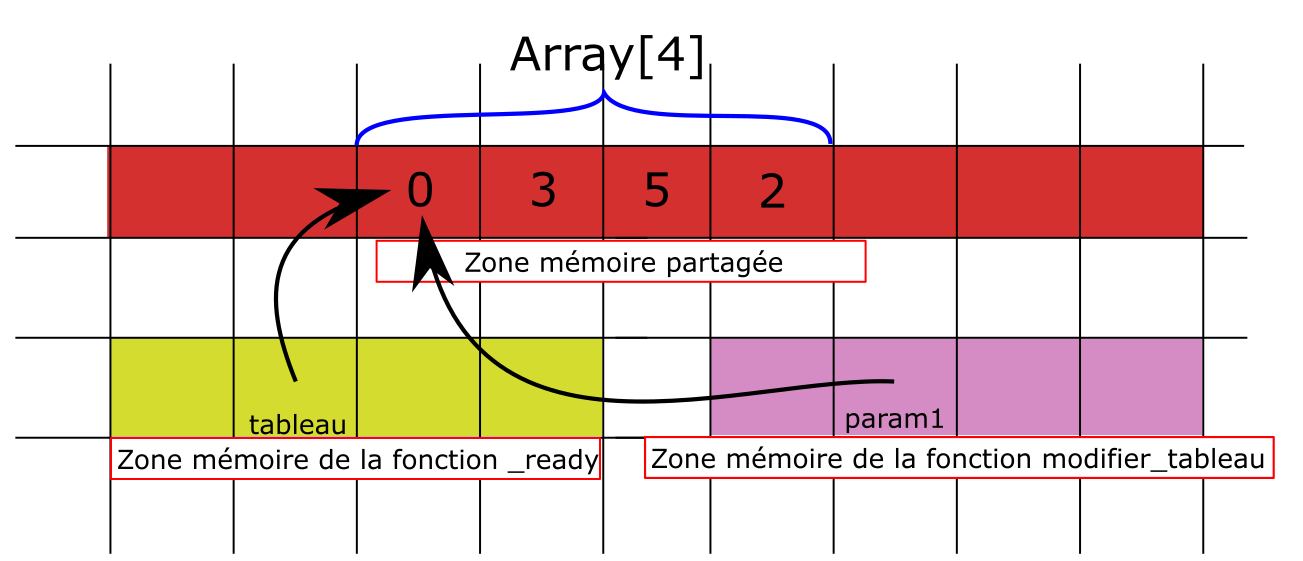 Array[4]
0 3 5 2
Zone mémoire partagée
tableau
param1
Zone mémoire de la fonction _ready
Zone mémoire de la fonction modifier_tableau